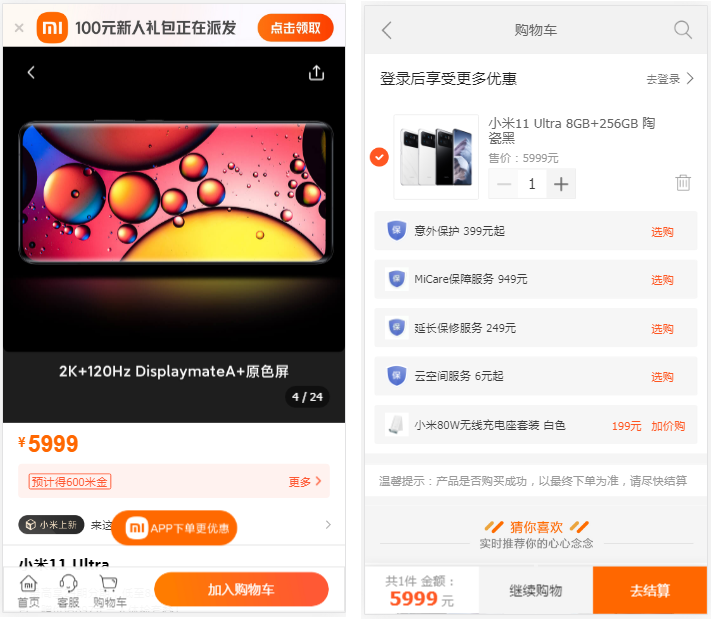 100元新人礼包正在派发
点击领取
2K+120Hz DisplaymateA+原色屏
4 / 24
¥5999
预计得600米金
更多
小米上新
来这
APP下单更优惠
小米11 Ultra
首页
客服
购物车
加入购物车
购物车
登录后享受更多优惠
去登录
小米11 Ultra 8GB+256GB 陶
瓷黑
售价：5999元
1
保
意外保护 399元起
选购
保
MiCare保障服务 949元
选购
保
延长保修服务 249元
选购
保
云空间服务 6元起
选购
小米80W无线充电座套装 白色
199元
加价购
温馨提示：产品是否购买成功，以最终下单为准，请尽快结算
猜你喜欢
实时推荐你的心心念念
共1件 金额：
5999 元
继续购物
去结算